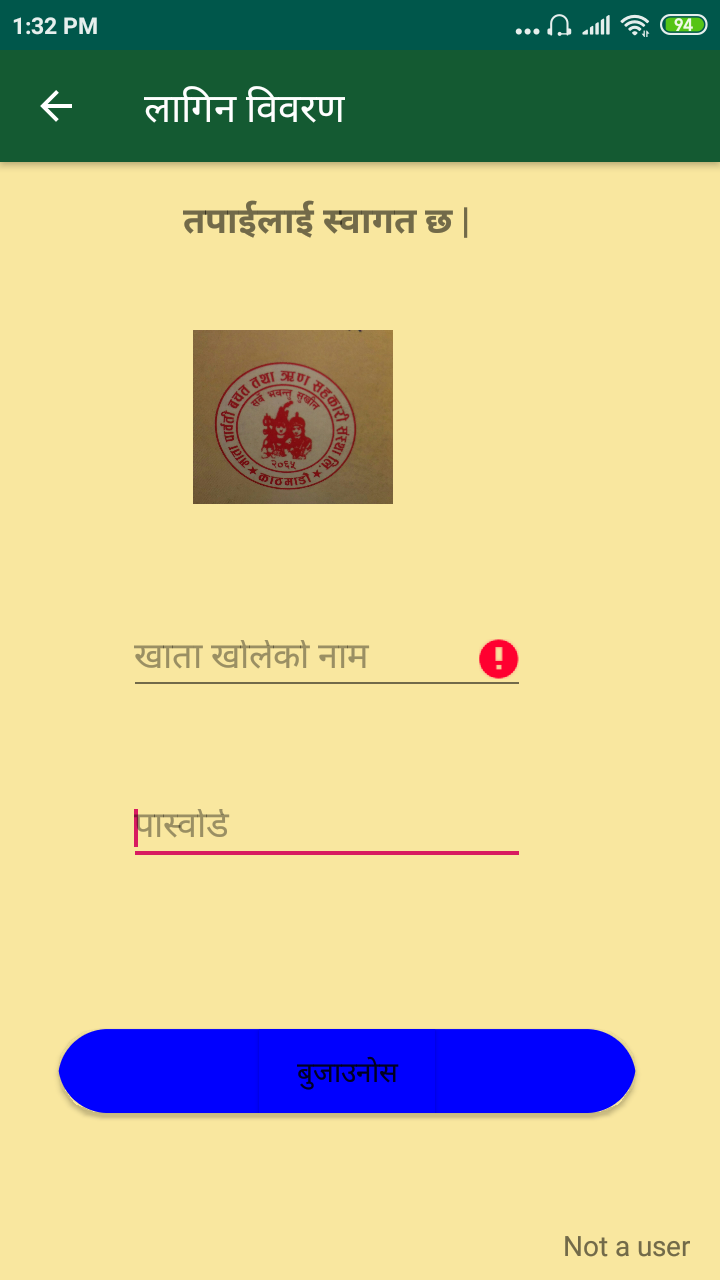 1:32 PM
94
लागिन विवरण
तपाईलाई स्वागत छ |
माता पार्वती बचत तथा ऋण सहकारी संस्था लि.
सर्वे भवन्तु सुखीन
२०६५
काठमाडौं
खाता खोलेको नाम
पास्वोर्ड
बुजाउनोस
Not a user